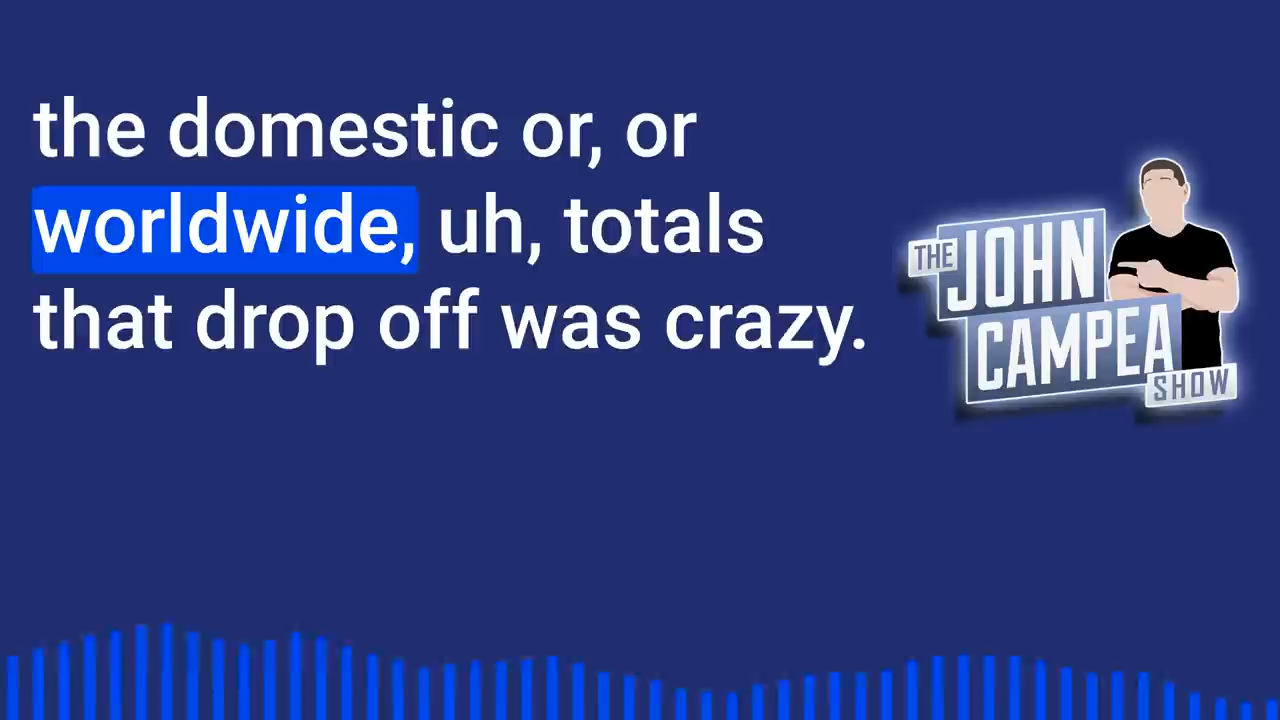 the domestic or, or
worldwide, uh, totals
that drop off was crazy.
THE JOHN
CAMPEA
SHOW